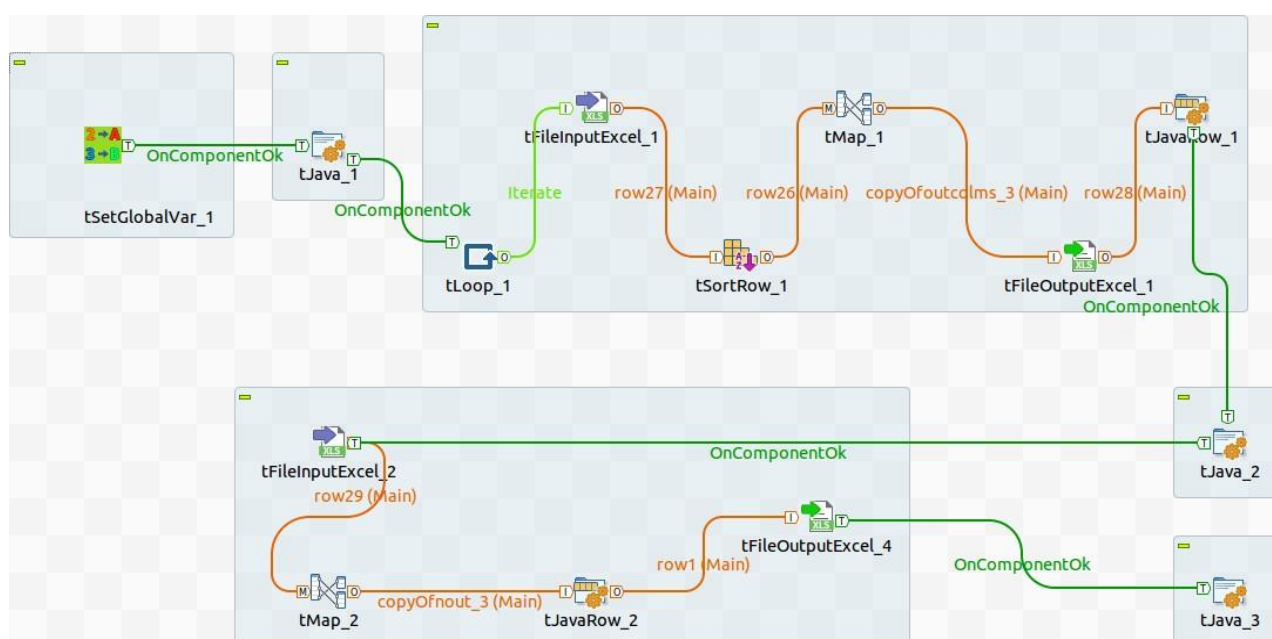 tSetGlobalVar_1
OnComponentOk
tJava_1
OnComponentOk
tLoop_1
Iterate
tFileInputExcel_1
row27 (Main)
tSortRow_1
row26 (Main)
tMap_1
copyOfoutcolms_3 (Main)
tFileOutputExcel_1
row28 (Main)
tJavaRow_1
OnComponentOk
tFileInputExcel_2
OnComponentOk
tJava_2
row29 (Main)
tMap_2
copyOfnout_3 (Main)
tJavaRow_2
row1 (Main)
tFileOutputExcel_4
OnComponentOk
tJava_3